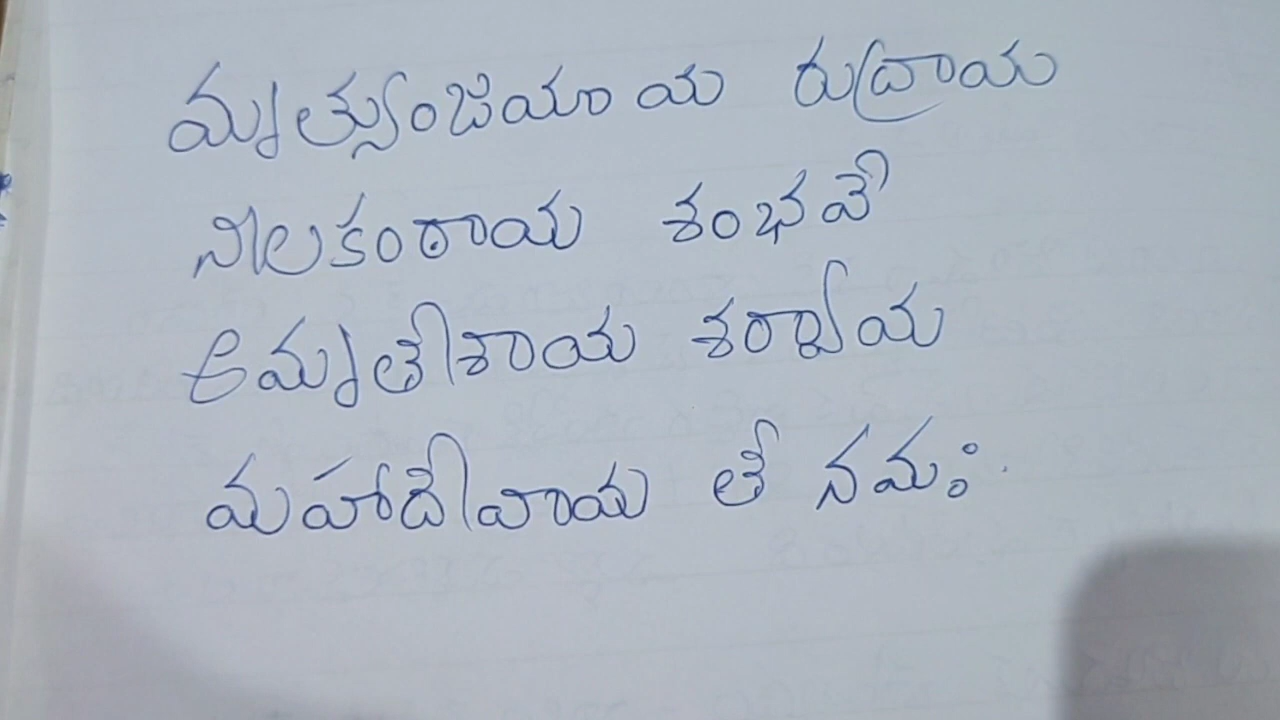 మృత్యుంజయాయ రుద్రాయ
నీలకంఠాయ శంభవే
అమృతేశాయ శర్వాయ
మహాదేవాయ తే నమః